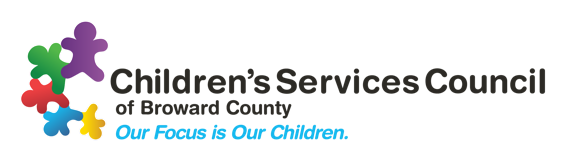 Children's Services Council
of Broward County
Our Focus is Our Children.